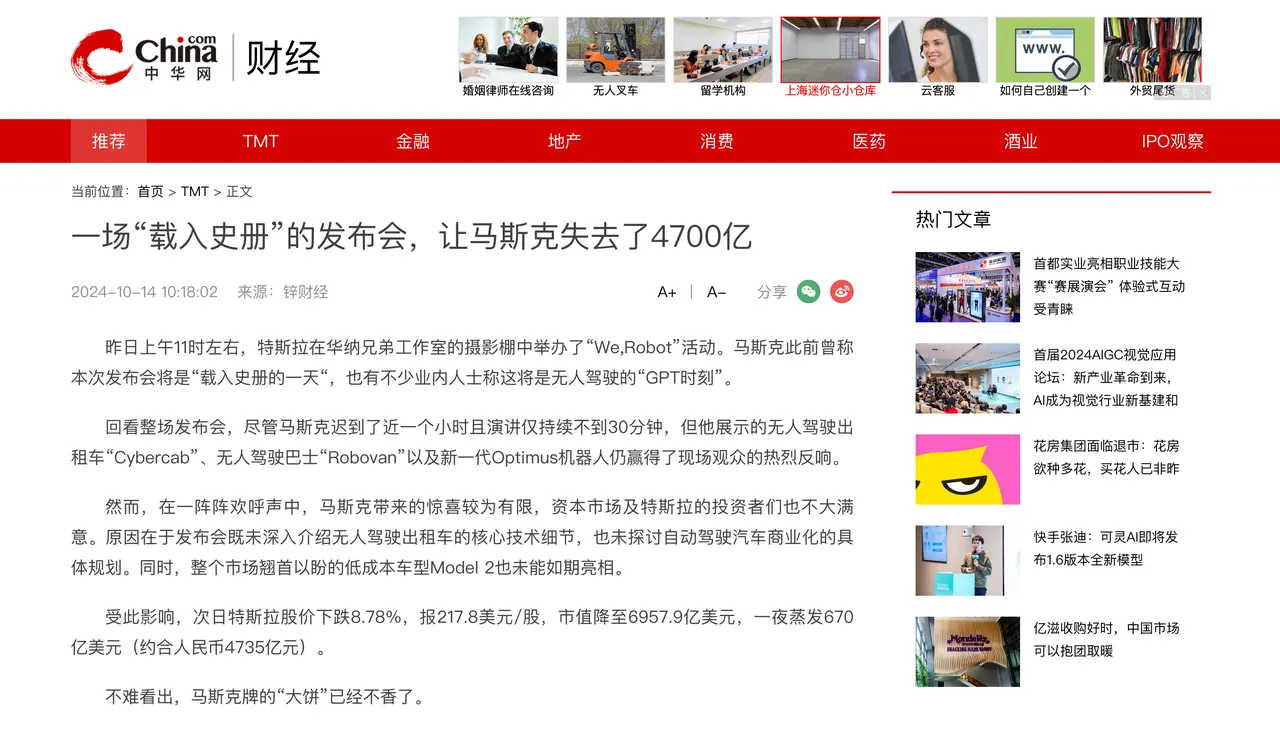 China.com
中华网
财经
WWW.
婚姻律师在线咨询
无人叉车
留学机构
上海迷你仓小仓库
云客服
如何自己创建一个
外贸尾货
推荐
TMT
金融
地产
消费
医药
酒业
IPO观察
当前位置：首页 > TMT > 正文
一场“载入史册”的发布会，让马斯克失去了4700亿
2024-10-14 10:18:02 来源：锌财经
A+ | A- 分享
昨日上午11时左右，特斯拉在华纳兄弟工作室的摄影棚中举办了“We,Robot”活动。马斯克此前曾称
本次发布会将是“载入史册的一天“，也有不少业内人士称这将是无人驾驶的“GPT时刻”。
回看整场发布会，尽管马斯克迟到了近一个小时且演讲仅持续不到30分钟，但他展示的无人驾驶出
租车“Cybercab”、无人驾驶巴士“Robovan”以及新一代Optimus机器人仍赢得了现场观众的热烈反响。
然而，在一阵阵欢呼声中，马斯克带来的惊喜较为有限，资本市场及特斯拉的投资者们也不大满
意。原因在于发布会既未深入介绍无人驾驶出租车的核心技术细节，也未探讨自动驾驶汽车商业化的具
体规划。同时，整个市场翘首以盼的低成本车型Model 2也未能如期亮相。
受此影响，次日特斯拉股价下跌8.78%，报217.8美元/股，市值降至6957.9亿美元，一夜蒸发670
亿美元（约合人民币4735亿元）。
不难看出，马斯克牌的“大饼”已经不香了。
热门文章
首都实业亮相职业技能大
赛“赛展演会” 体验式互动
受青睐
首届2024AIGC视觉应用
论坛：新产业革命到来，
AI成为视觉行业新基建和
花房集团面临退市：花房
欲种多花，买花人已非昨
快手张迪：可灵AI即将发
布1.6版本全新模型
Mondelēz
亿滋收购好时，中国市场
可以抱团取暖